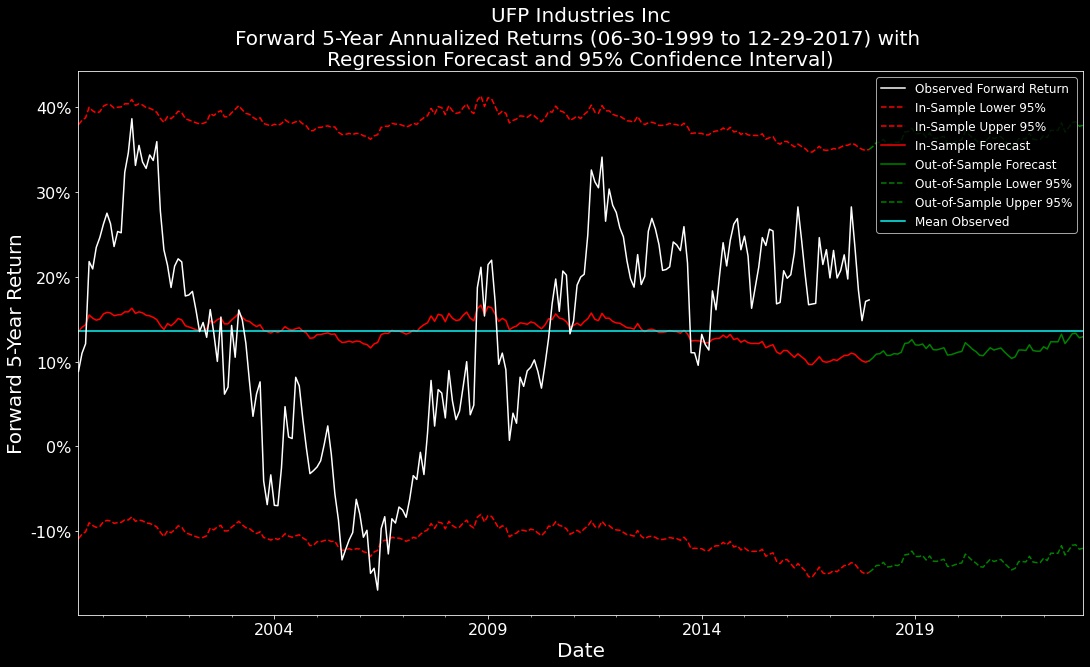 UFP Industries Inc
Forward 5-Year Annualized Returns (06-30-1999 to 12-29-2017) with
Regression Forecast and 95% Confidence Interval)
Observed Forward Return
In-Sample Lower 95%
In-Sample Upper 95%
In-Sample Forecast
Out-of-Sample Forecast
Out-of-Sample Lower 95%
Out-of-Sample Upper 95%
Mean Observed
Forward 5-Year Return
40%
30%
20%
10%
0%
-10%
2004
2009
2014
2019
Date